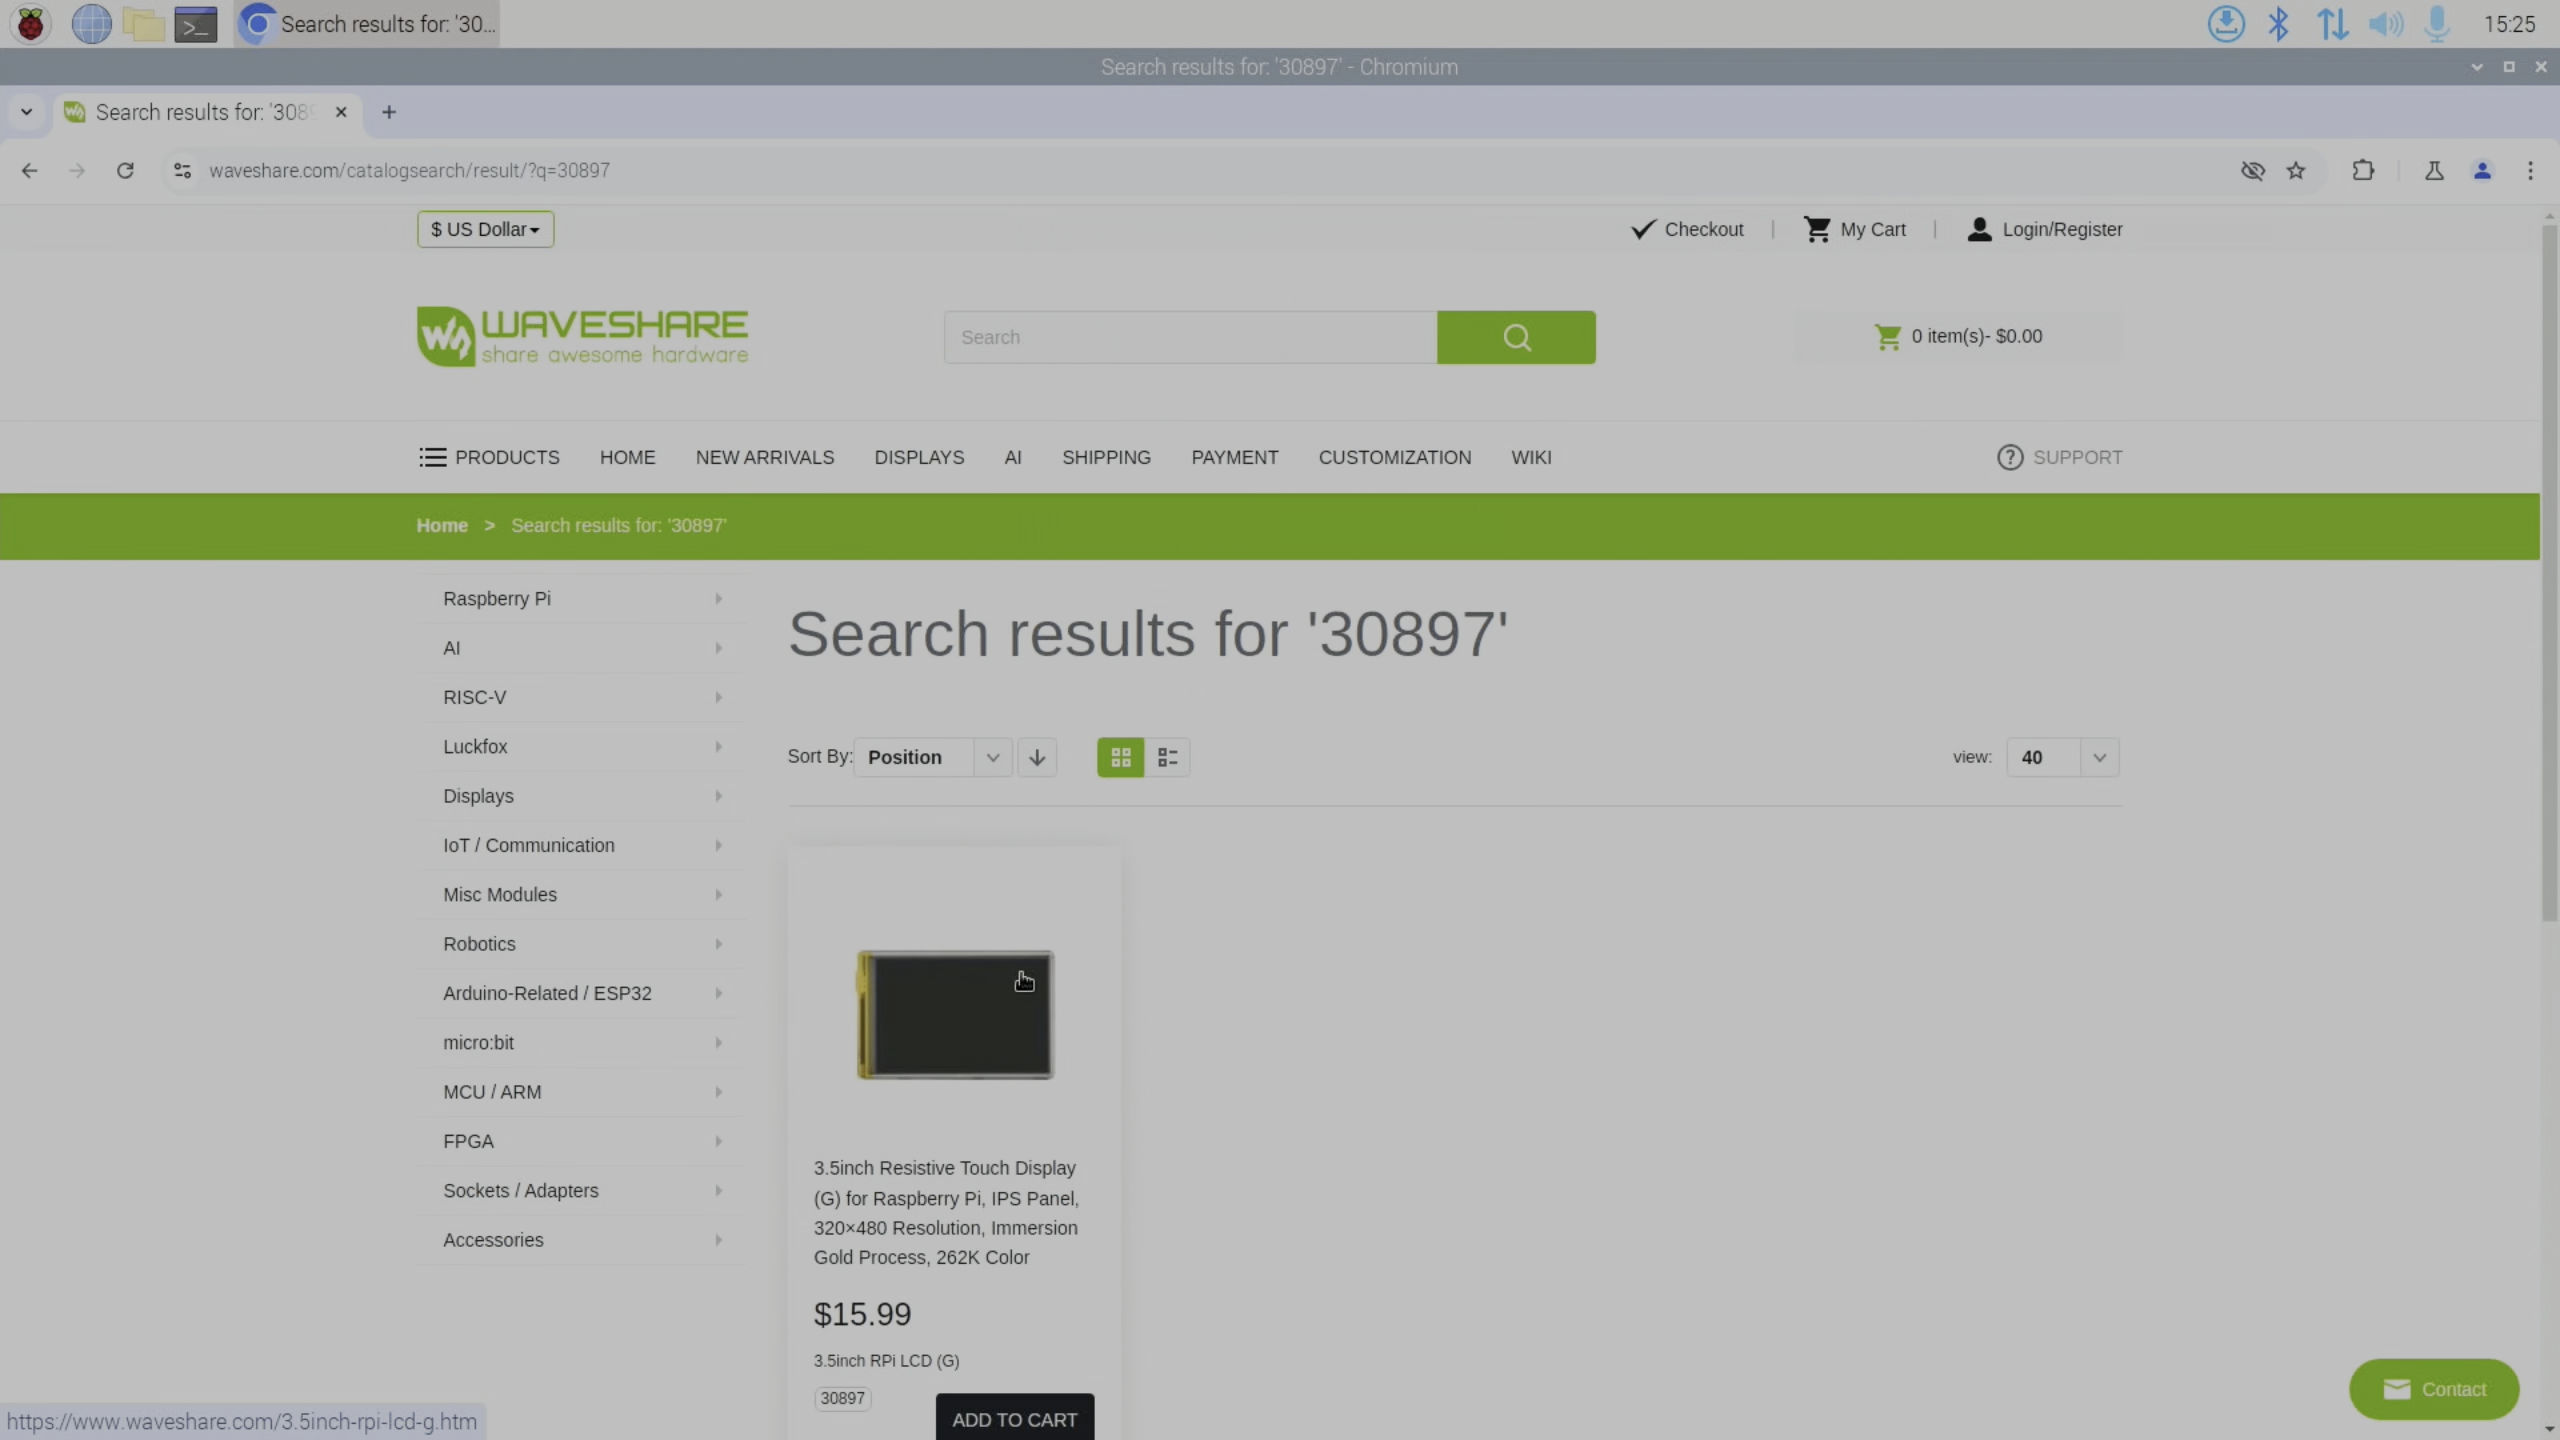 Search results for: '30...
15:25
Search results for: '30897' - Chromium
Search results for: '308
waveshare.com/catalogsearch/result/?q=30897
$ US Dollar
Checkout
My Cart
Login/Register
WAVESHARE
share awesome hardware
Search
0 item(s)- $0.00
PRODUCTS
HOME
NEW ARRIVALS
DISPLAYS
AI
SHIPPING
PAYMENT
CUSTOMIZATION
WIKI
SUPPORT
Home > Search results for: '30897'
Raspberry Pi
AI
RISC-V
Luckfox
Displays
IoT / Communication
Misc Modules
Robotics
Arduino-Related / ESP32
micro:bit
MCU / ARM
FPGA
Sockets / Adapters
Accessories
Search results for '30897'
Sort By: Position
view: 40
3.5inch Resistive Touch Display
(G) for Raspberry Pi, IPS Panel,
320×480 Resolution, Immersion
Gold Process, 262K Color
$15.99
3.5inch RPi LCD (G)
30897
ADD TO CART
Contact
https://www.waveshare.com/3.5inch-rpi-lcd-g.htm